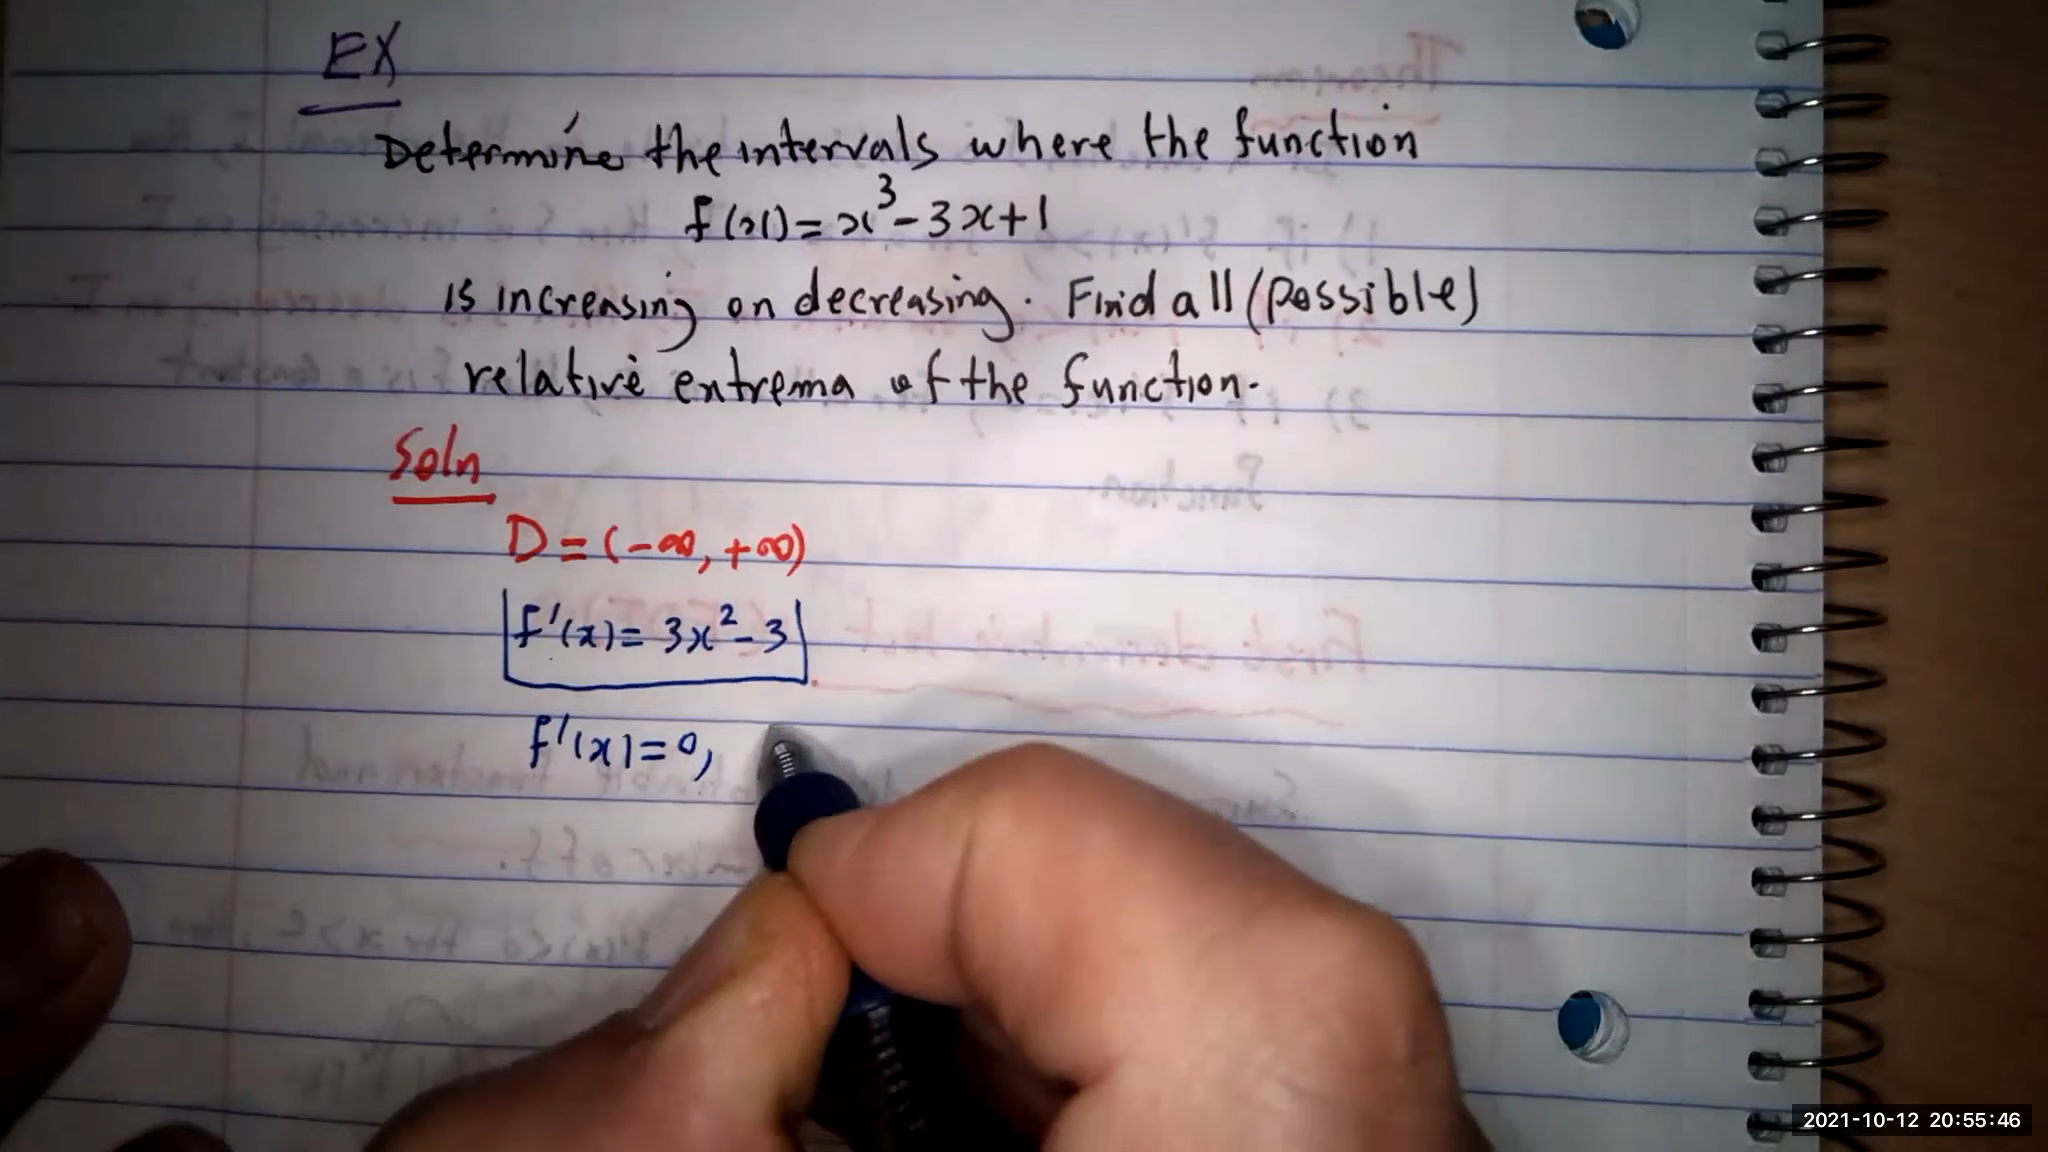 EX
Determine the intervals where the function
f(x) = x³ - 3x + 1
is increasing on decreasing. Find all (possible)
relative extrema of the function.
Soln
D = (-∞, +∞)
f'(x) = 3x² - 3
f'(x) = 0,
2021-10-12 20:55:46